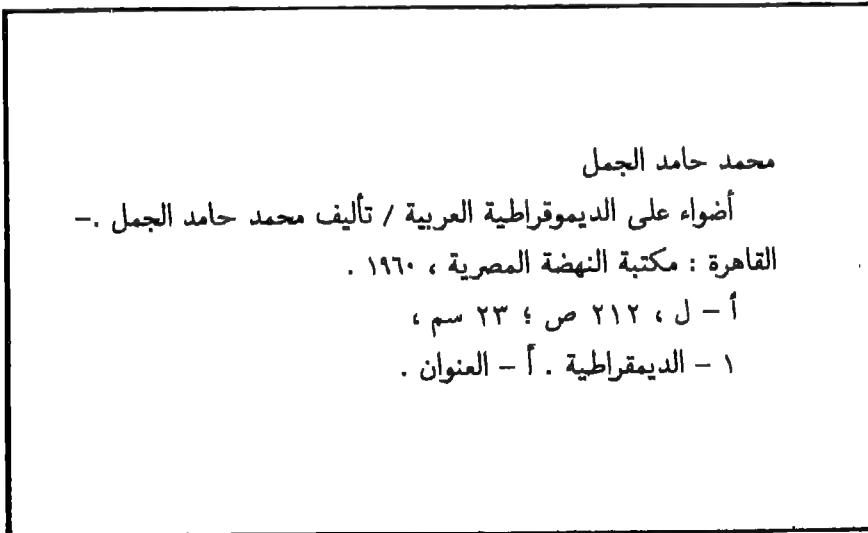 محمد حامد الجمل
أضواء على الديموقراطية العربية / تأليف محمد حامد الجمل .–
القاهرة : مكتبة النهضة المصرية ، ١٩٦٠ .
أ – ل ، ٢١٢ ص ؛ ٢٣ سم ،
١ – الديمقراطية . أ – العنوان .